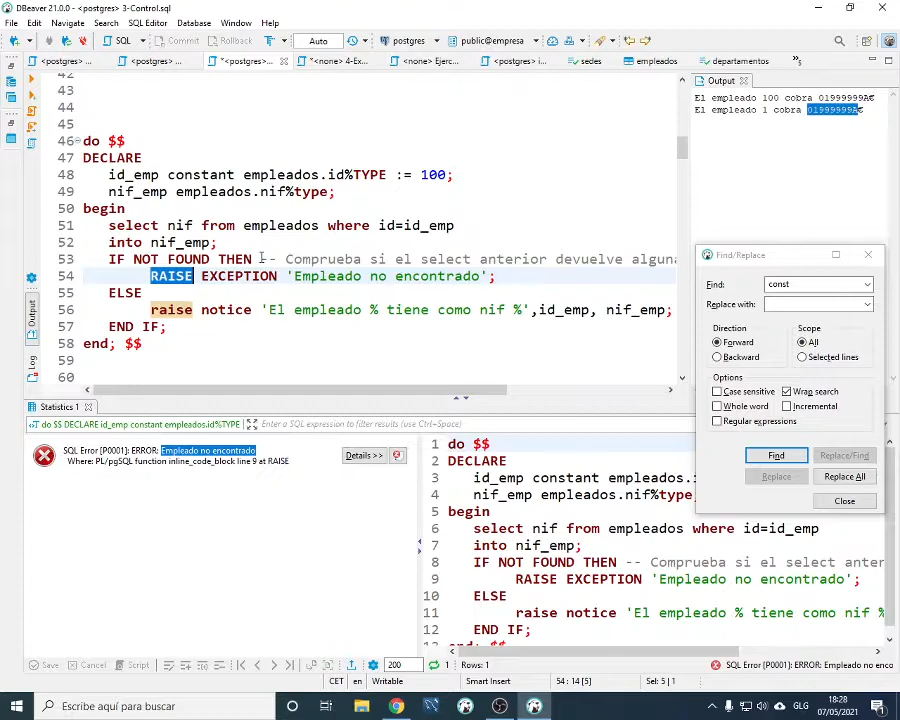 DBeaver 21.0.0 - <postgres> 3-Control.sql
File Edit Navigate Search SQL Editor Database Window Help
SQL Commit Rollback Auto postgres public@empresa
<postgres> ... <postgres> ... *<postgres>... *<none> 4-Ex... <none> Ejerc... <postgres> i... sedes empleados departamentos
Output
El empleado 100 cobra 01999999A€
El empleado 1 cobra 01999999A€
42
43
44
45
46 do $$
47 DECLARE
48 id_emp constant empleados.id%TYPE := 100;
49 nif_emp empleados.nif%type;
50 begin
51 select nif from empleados where id=id_emp
52 into nif_emp;
53 IF NOT FOUND THEN -- Comprueba si el select anterior devuelve alguna
54 RAISE EXCEPTION 'Empleado no encontrado';
55 ELSE
56 raise notice 'El empleado % tiene como nif %',id_emp, nif_emp;
57 END IF;
58 end; $$
59
60
Output
Log
Find/Replace
Find: const
Replace with:
Direction
Forward
Backward
Scope
All
Selected lines
Options
Case sensitive Wrap search
Whole word Incremental
Regular expressions
Find Replace/Find
Replace Replace All
Close
Statistics 1
do $$ DECLARE id_emp constant empleados.id%TYPE Enter a SQL expression to filter results (use Ctrl+Space)
SQL Error [P0001]: ERROR: Empleado no encontrado
Where: PL/pgSQL function inline_code_block line 9 at RAISE
Details >>
1 do $$
2 DECLARE
3 id_emp constant empleados.i
4 nif_emp empleados.nif%type
5 begin
6 select nif from empleados where id=id_emp
7 into nif_emp;
8 IF NOT FOUND THEN -- Comprueba si el select anter
9 RAISE EXCEPTION 'Empleado no encontrado';
10 ELSE
11 raise notice 'El empleado % tiene como nif %
12 END IF;
13 end; $$
Save Cancel Script 200 1 Rows: 1 SQL Error [P0001]: ERROR: Empleado no enco
CET en Writable Smart Insert 54 : 14 [5] Sel: 5 | 1
Escribe aquí para buscar
GLG
18:28
07/05/2021